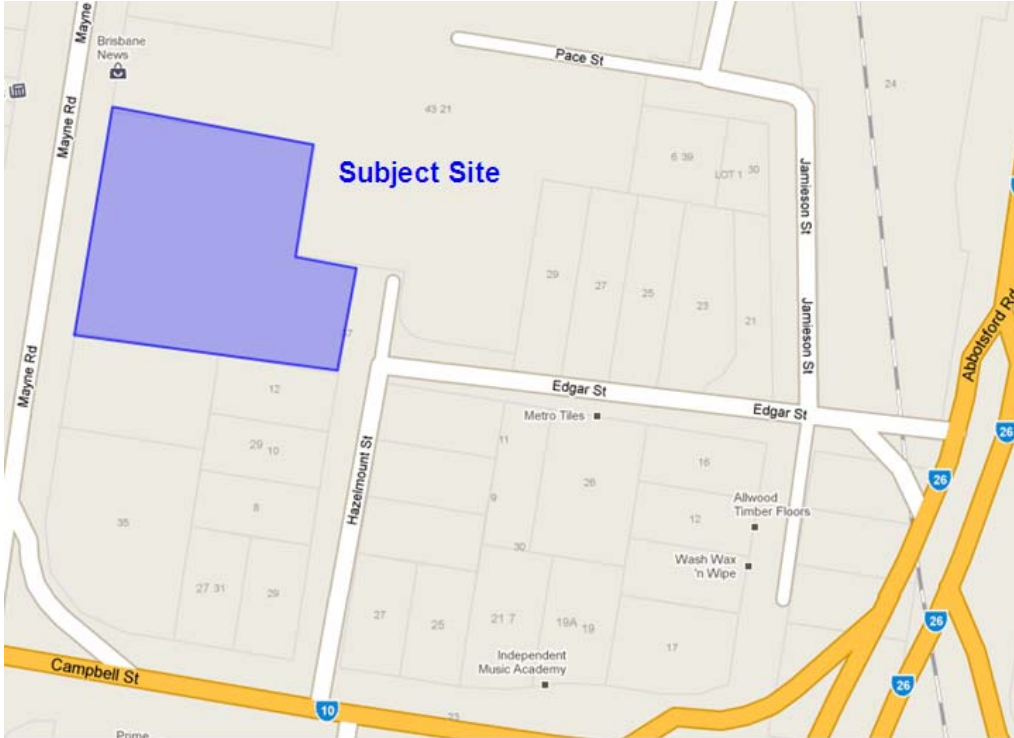 Mayne
Brisbane
News
Pace St
24
43 21
Mayne Rd
6 39
LOT 1
30
Subject Site
Jamieson St
29
27
25
23
21
Jamieson St
Abbotsford Rd
Mayne Rd
12
Edgar St
Edgar St
Metro Tiles
26
11
29 10
16
26
26
Hazelmount St
9
8
Allwood
Timber Floors
12
35
30
Wash Wax
'n Wipe
27 31
29
27
25
21 7
19A 19
26
17
Independent
Music Academy
Campbell St
26
10
23
Prime